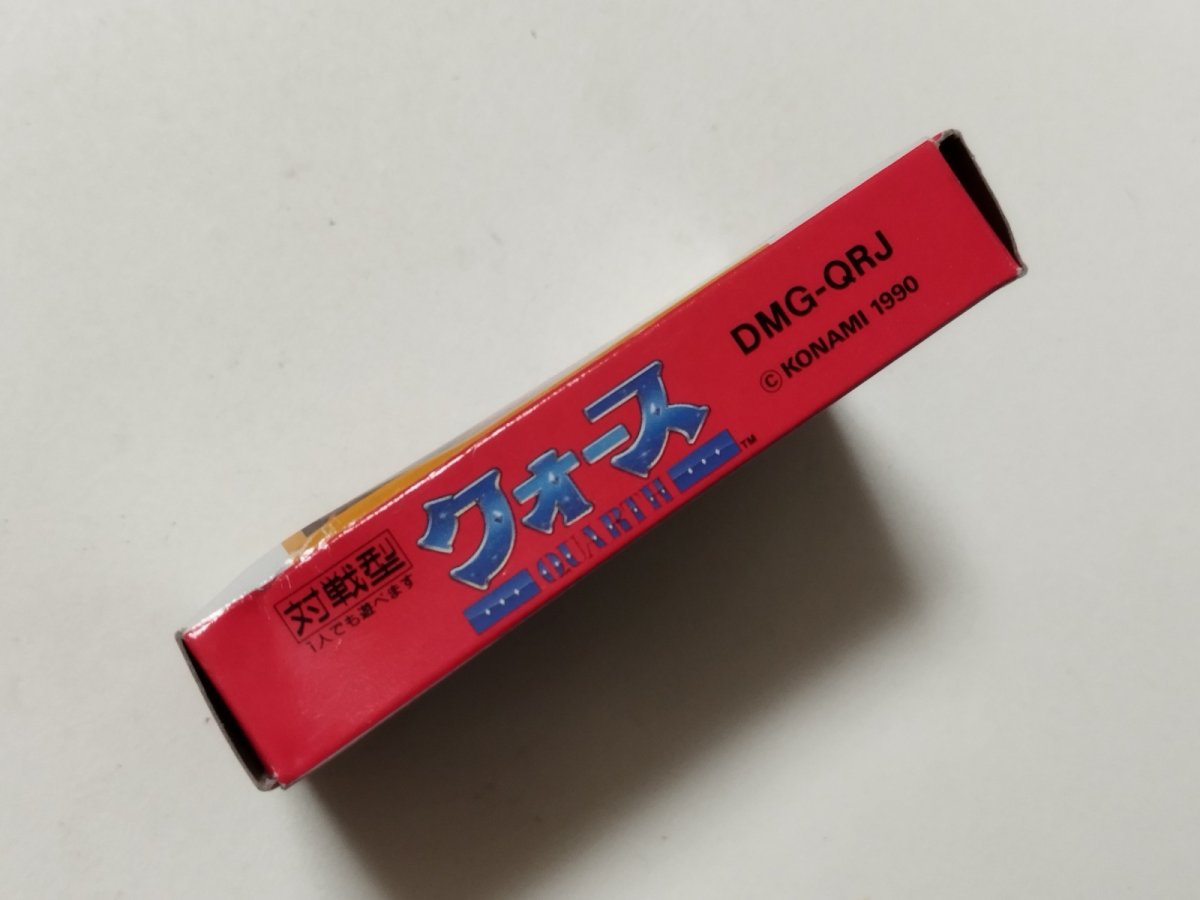 対戦型
1人でも遊べます
クォース
QUARTH
™
DMG-QRJ
© KONAMI 1990